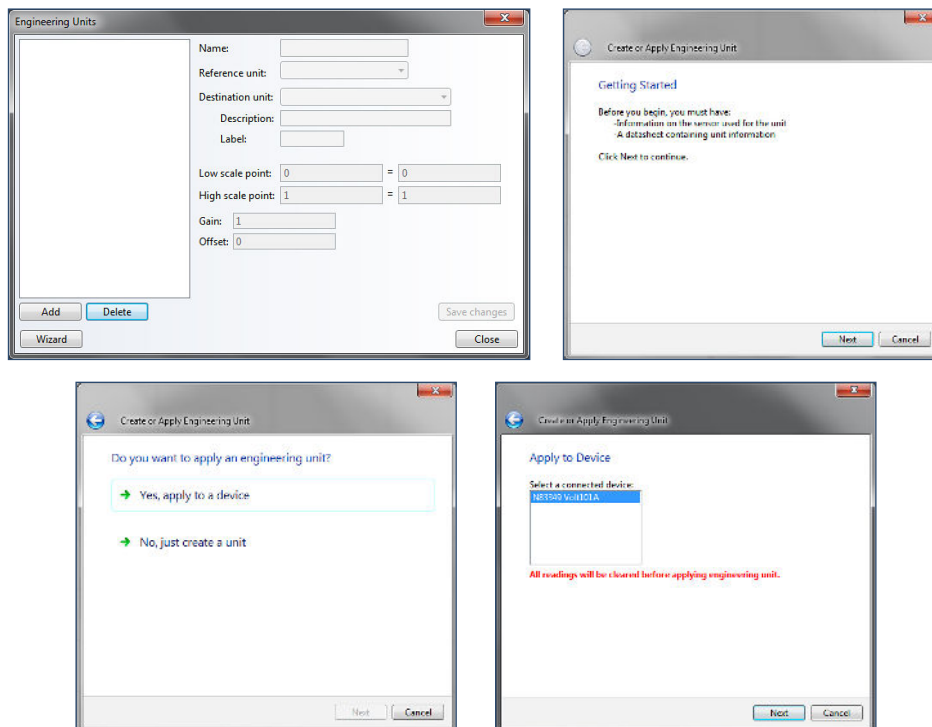 Engineering Units
Name:
Reference unit:
Destination unit:
Description:
Label:
Low scale point: 0 = 0
High scale point: 1 = 1
Gain: 1
Offset: 0
Add Delete Save changes
Wizard Close
Create or Apply Engineering Unit
Getting Started
Before you begin, you must have:
-Information on the sensor used for the unit
-A datasheet containing unit information
Click Next to continue.
Next Cancel
Create or Apply Engineering Unit
Do you want to apply an engineering unit?
Yes, apply to a device
No, just create a unit
Next Cancel
Create or Apply Engineering Unit
Apply to Device
Select a connected device:
N83349 Volt101A
All readings will be cleared before applying engineering unit.
Next Cancel